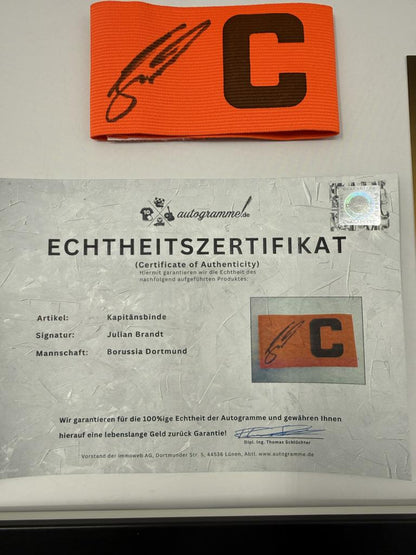 C
autogramme.de
ECHTHEITSZERTIFIKAT
(Certificate of Authenticity)
Hiermit garantieren wir die Echtheit des
nachfolgend aufgeführten Produktes:
Artikel: Kapitänsbinde
Signatur: Julian Brandt
Mannschaft: Borussia Dortmund
C
Wir garantieren für die 100%ige Echtheit der Autogramme und gewähren Ihnen
hierauf eine lebenslange Geld zurück Garantie!
Dipl. Ing. Thomas Schlüchter
Vorstand der immoweb AG, Dortmunder Str. 5, 44536 Lünen, Abtl. www.autogramme.de